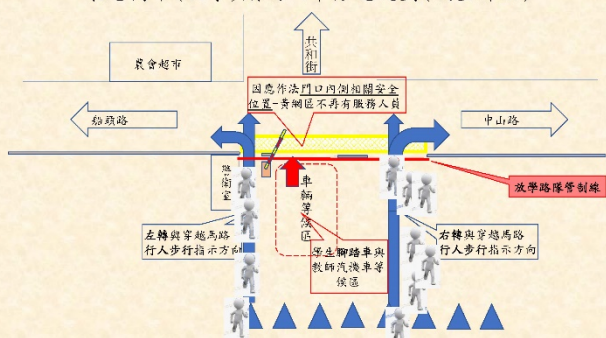 共和街
農會超市
因應作法門口內側相關安全
位置-黃網區不再有服務人員
船頭路
中山路
警衛室
車輛等候區
放學路隊管制線
左轉與穿越馬路
行人步行指示方向
右轉與穿越馬路
行人步行指示方向
學生腳踏車與
教師汽機車等
候區